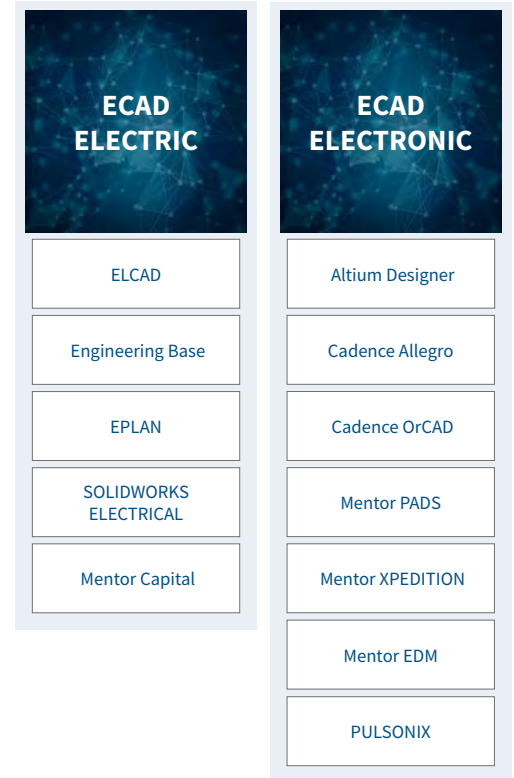 ECAD
ELECTRIC
ELCAD
Engineering Base
EPLAN
SOLIDWORKS
ELECTRICAL
Mentor Capital
ECAD
ELECTRONIC
Altium Designer
Cadence Allegro
Cadence OrCAD
Mentor PADS
Mentor XPEDITION
Mentor EDM
PULSONIX